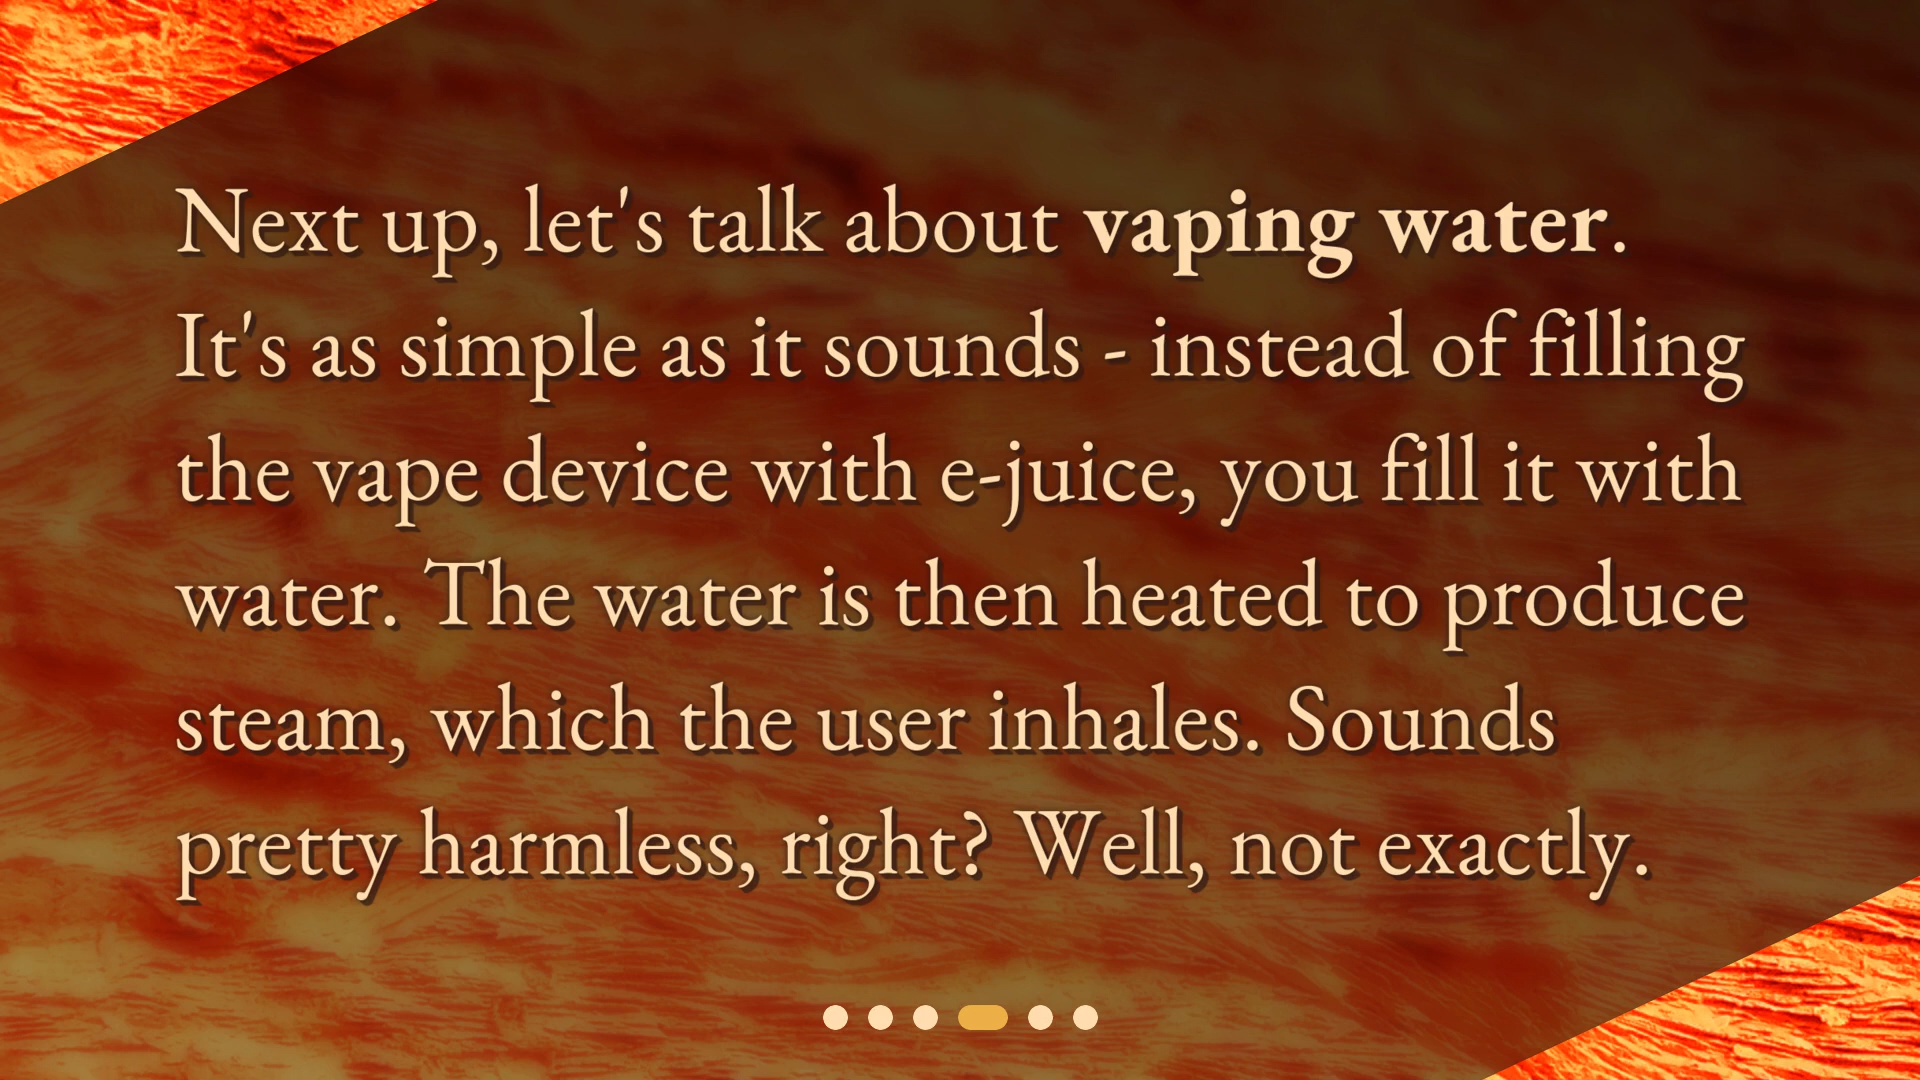 Next up, let's talk about vaping water.
It's as simple as it sounds - instead of filling
the vape device with e-juice, you fill it with
water. The water is then heated to produce
steam, which the user inhales. Sounds
pretty harmless, right? Well, not exactly.